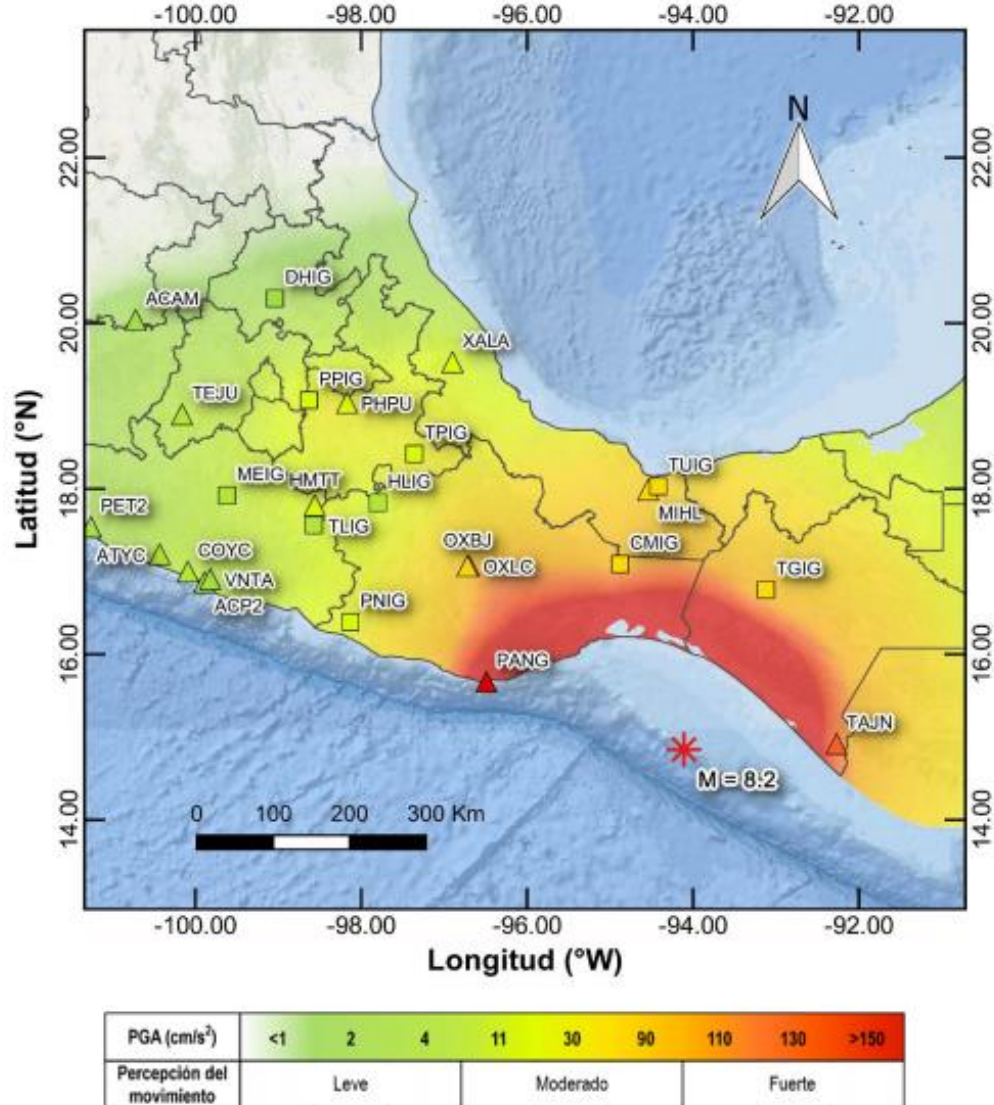 -100.00 -98.00 -96.00 -94.00 -92.00
22.00
20.00
18.00
16.00
14.00
Latitud (°N)
22.00
20.00
18.00
16.00
14.00
N
DHIG
ACAM
XALA
PPIG
TEJU
PHPU
TPIG
TUIG
MEIG HMTT HLIG
MIHL
PET2
TLIG
OXBJ
CMIG
ATYC COYC
OXLC
TGIG
VNTA
ACP2
PNIG
PANG
TAJN
M = 8.2
0 100 200 300 Km
-100.00 -98.00 -96.00 -94.00 -92.00
Longitud (°W)
PGA (cm/s²) <1 2 4 11 30 90 110 130 >150
Percepción del
movimiento
Leve Moderado Fuerte